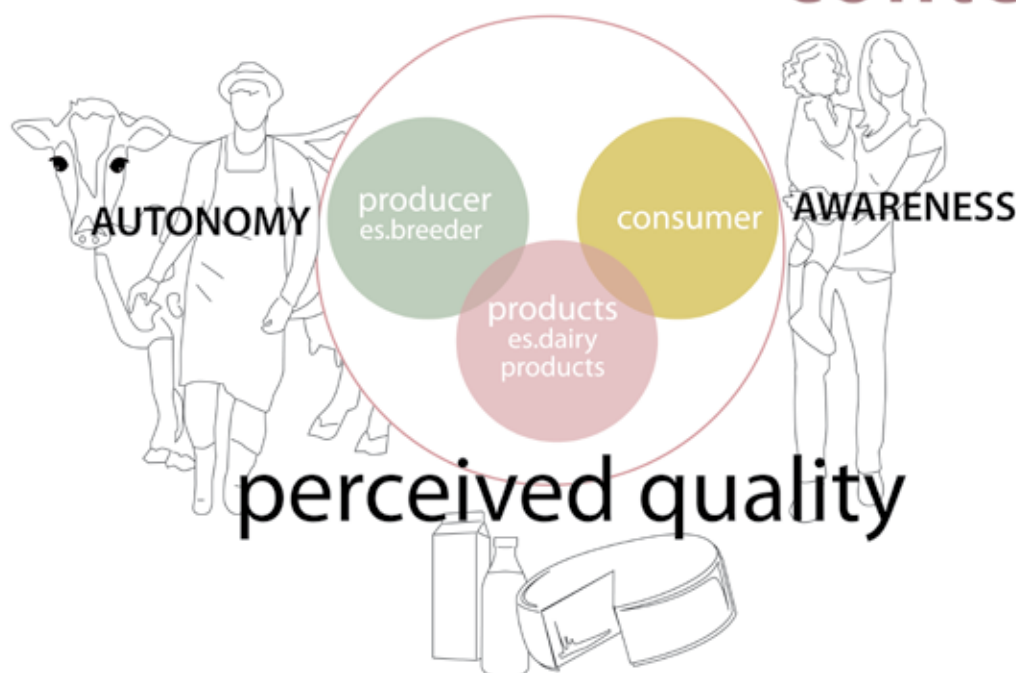 AUTONOMY
producer
es.breeder
consumer
AWARENESS
products
es.dairy
products
perceived quality